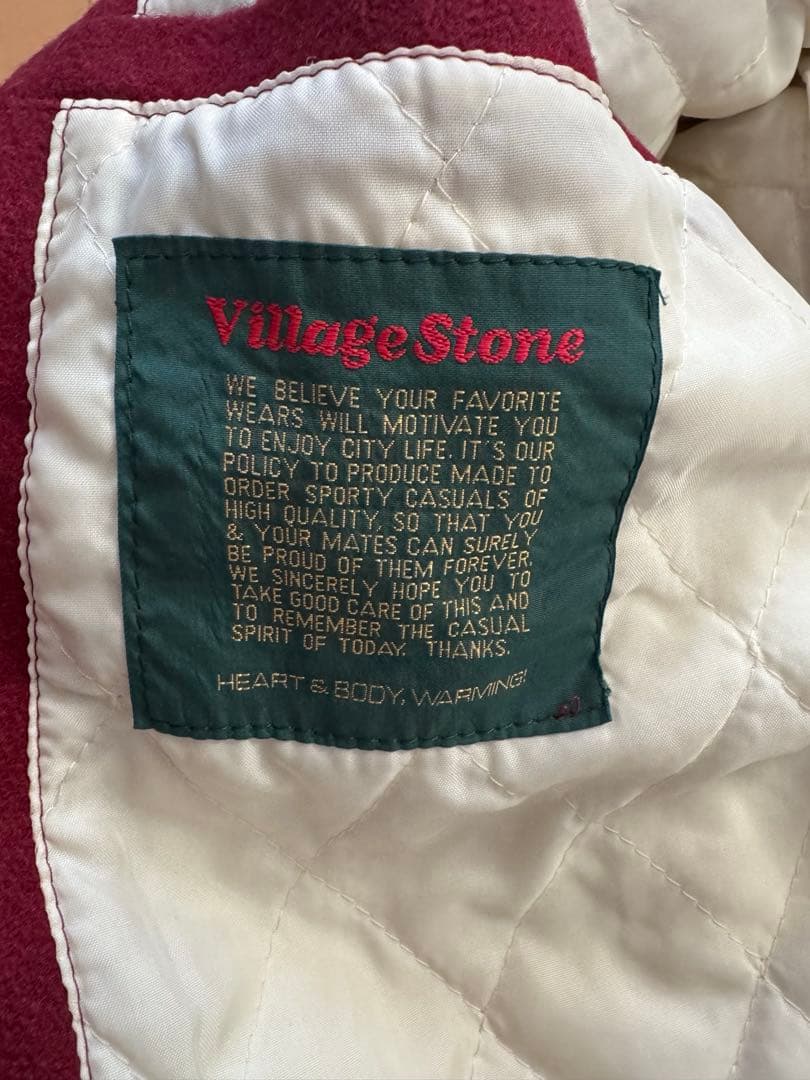 Village Stone
WE BELIEVE YOUR FAVORITE
WEARS WILL MOTIVATE YOU
TO ENJOY CITY LIFE. IT'S OUR
POLICY TO PRODUCE MADE TO
ORDER SPORTY CASUALS OF
HIGH QUALITY, SO THAT YOU
& YOUR MATES CAN SURELY
BE PROUD OF THEM FOREVER.
WE SINCERELY HOPE YOU TO
TAKE GOOD CARE OF THIS AND
TO REMEMBER THE CASUAL
SPIRIT OF TODAY. THANKS.
HEART & BODY, WARMING!